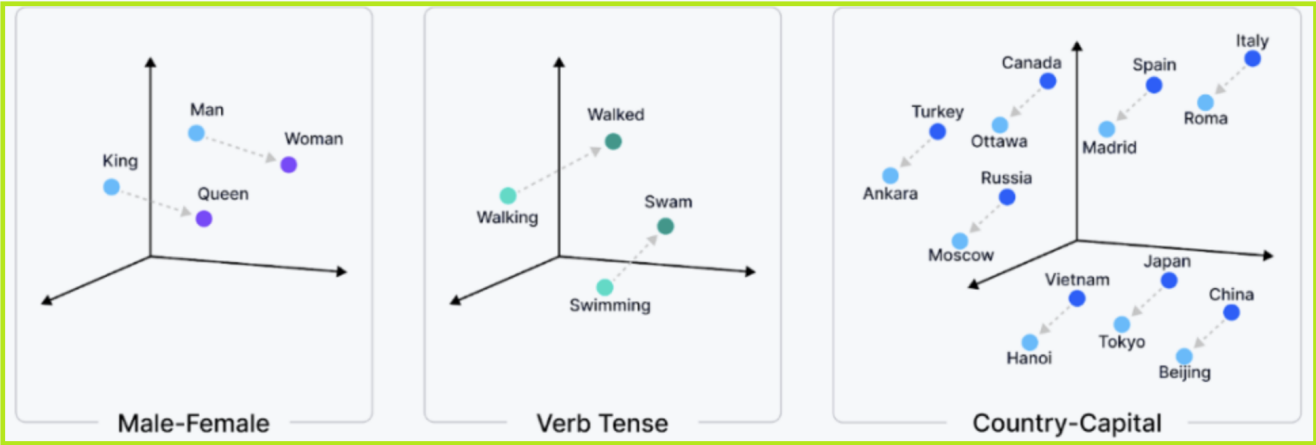 Man
Woman
King
Queen
Male-Female
Walked
Walking
Swam
Swimming
Verb Tense
Italy
Canada
Spain
Roma
Turkey
Ottawa
Madrid
Russia
Ankara
Moscow
Japan
Vietnam
China
Tokyo
Hanoi
Beijing
Country-Capital